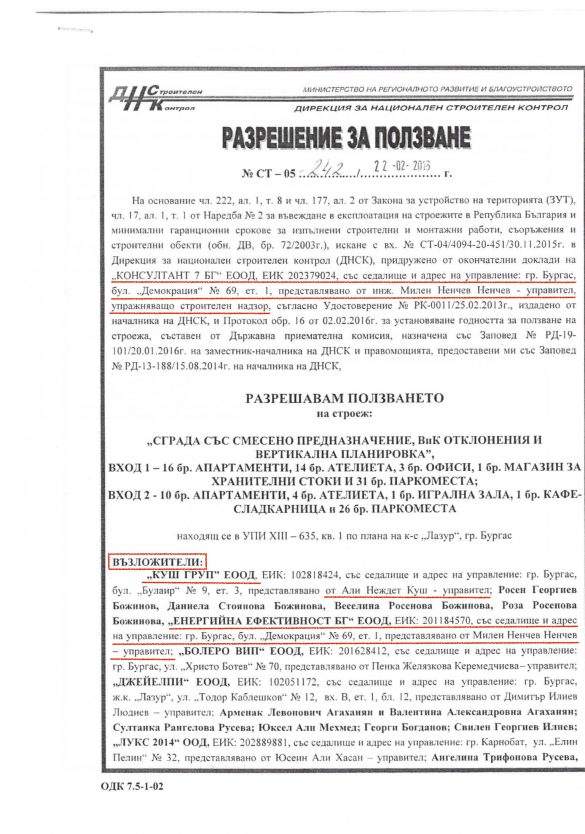 ДНСтроителен
Контрол
МИНИСТЕРСТВО НА РЕГИОНАЛНОТО РАЗВИТИЕ И БЛАГОУСТРОЙСТВОТО
ДИРЕКЦИЯ ЗА НАЦИОНАЛЕН СТРОИТЕЛЕН КОНТРОЛ
РАЗРЕШЕНИЕ ЗА ПОЛЗВАНЕ
№ СТ – 05 ...242.../ 22 -02- 2016 г.
На основание чл. 222, ал. 1, т. 8 и чл. 177, ал. 2 от Закона за устройство на територията (ЗУТ),
чл. 17, ал. 1, т. 1 от Наредба № 2 за въвеждане в експлоатация на строежите в Република България и
минимални гаранционни срокове за изпълнени строителни и монтажни работи, съоръжения и
строителни обекти (обн. ДВ, бр. 72/2003г.), искане с вх. № СТ-04/4094-20-451/30.11.2015г. в
Дирекция за национален строителен контрол (ДНСК), придружено от окончателни доклади на
„КОНСУЛТАНТ 7 БГ“ ЕООД, ЕИК 202379024, със седалище и адрес на управление: гр. Бургас,
бул. „Демокрация“ № 69, ет. 1, представлявано от инж. Милен Ненчев Ненчев - управител,
упражняващо строителен надзор, съгласно Удостоверение № РК-0011/25.02.2013г., издадено от
началника на ДНСК, и Протокол обр. 16 от 02.02.2016г. за установяване годността за ползване на
строежа, съставен от Държавна приемателна комисия, назначена със Заповед № РД-19-
101/20.01.2016г. на заместник-началника на ДНСК и правомощията, предоставени ми със Заповед
№ РД-13-188/15.08.2014г. на началника на ДНСК,
РАЗРЕШАВАМ ПОЛЗВАНЕТО
на строеж:
„СГРАДА СЪС СМЕСЕНО ПРЕДНАЗНАЧЕНИЕ, ВиК ОТКЛОНЕНИЯ И
ВЕРТИКАЛНА ПЛАНИРОВКА”,
ВХОД 1 – 16 бр. АПАРТАМЕНТИ, 14 бр. АТЕЛИЕТА, 3 бр. ОФИСИ, 1 бр. МАГАЗИН ЗА
ХРАНИТЕЛНИ СТОКИ И 31 бр. ПАРКОМЕСТА;
ВХОД 2 - 10 бр. АПАРТАМЕНТИ, 4 бр. АТЕЛИЕТА, 1 бр. ИГРАЛНА ЗАЛА, 1 бр. КАФЕ-
СЛАДКАРНИЦА и 26 бр. ПАРКОМЕСТА
находящ се в УПИ XIII – 635, кв. 1 по плана на к-с „Лазур”, гр. Бургас
ВЪЗЛОЖИТЕЛИ:
„КУШ ГРУП” ЕООД, ЕИК: 102818424, със седалище и адрес на управление: гр. Бургас,
бул. „Булаир” № 9, ет. 3, представлявано от Али Неждет Куш - управител; Росен Георгиев
Божинов, Даниела Стоянова Божинова, Веселина Росенова Божинова, Роза Росенова
Божинова, „ЕНЕРГИЙНА ЕФЕКТИВНОСТ БГ“ ЕООД, ЕИК: 201184570, със седалище и адрес
на управление: гр. Бургас, бул. „Демокрация“ № 69, ет. 1, представлявано от Милен Ненчев Ненчев
– управител; „БОЛЕРО ВИП“ ЕООД, ЕИК: 201628412, със седалище и адрес на управление:
гр. Бургас, ул. „Христо Ботев“ № 70, представлявано от Пенка Желязкова Керемедчиева– управител;
„ДЖЕЙЕЛПИ“ ЕООД, ЕИК: 102051172, със седалище и адрес на управление: гр. Бургас,
ж.к. „Лазур”, ул. „Тодор Каблешков“ № 12, вх. В, ет. 1, бл. 12, представлявано от Димитър Илиев
Людиев – управител; Арменак Левонович Агаханян и Валентина Александровна Агаханян;
Султанка Рангелова Русева; Юксел Али Мехмед; Георги Богданов; Свилен Георгиев Илиев;
„ЛУКС 2014“ ООД, ЕИК: 202889881, със седалище и адрес на управление: гр. Карнобат, ул. „Елин
Пелин“ № 32, представлявано от Юсеин Али Хасан – управител; Ангелина Трифонова Русева,
ОДК 7.5-1-02